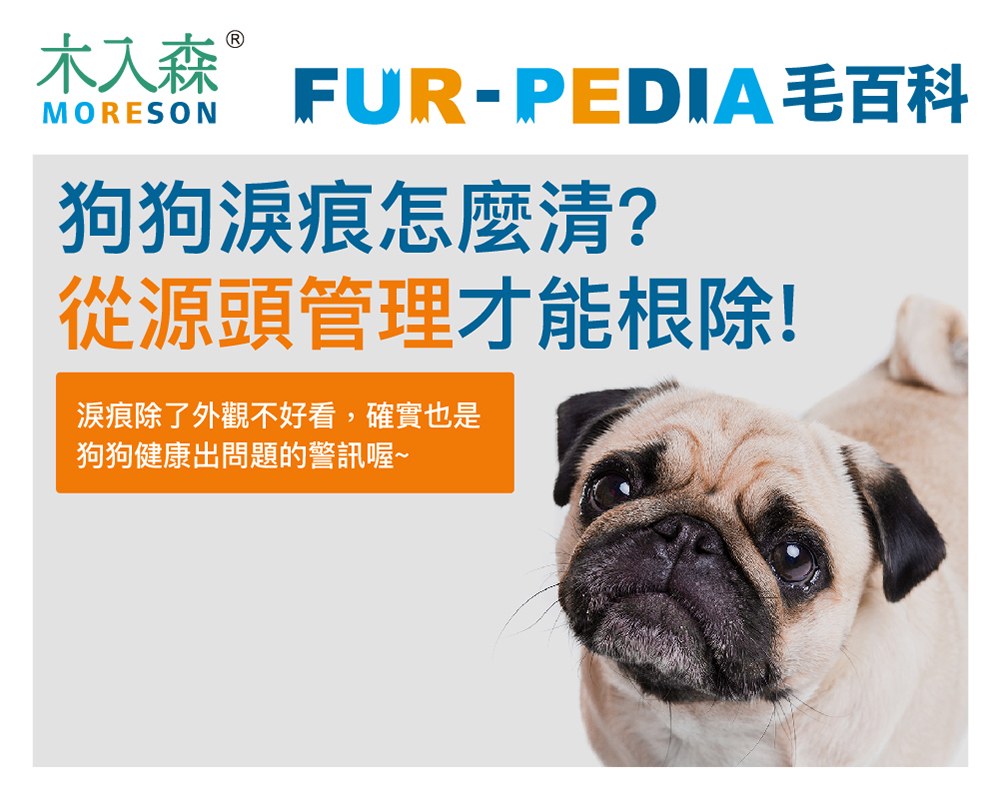 木入森®
MORESON
FUR-PEDIA毛百科
狗狗淚痕怎麼清?
從源頭管理才能根除!
淚痕除了外觀不好看，確實也是
狗狗健康出問題的警訊喔~